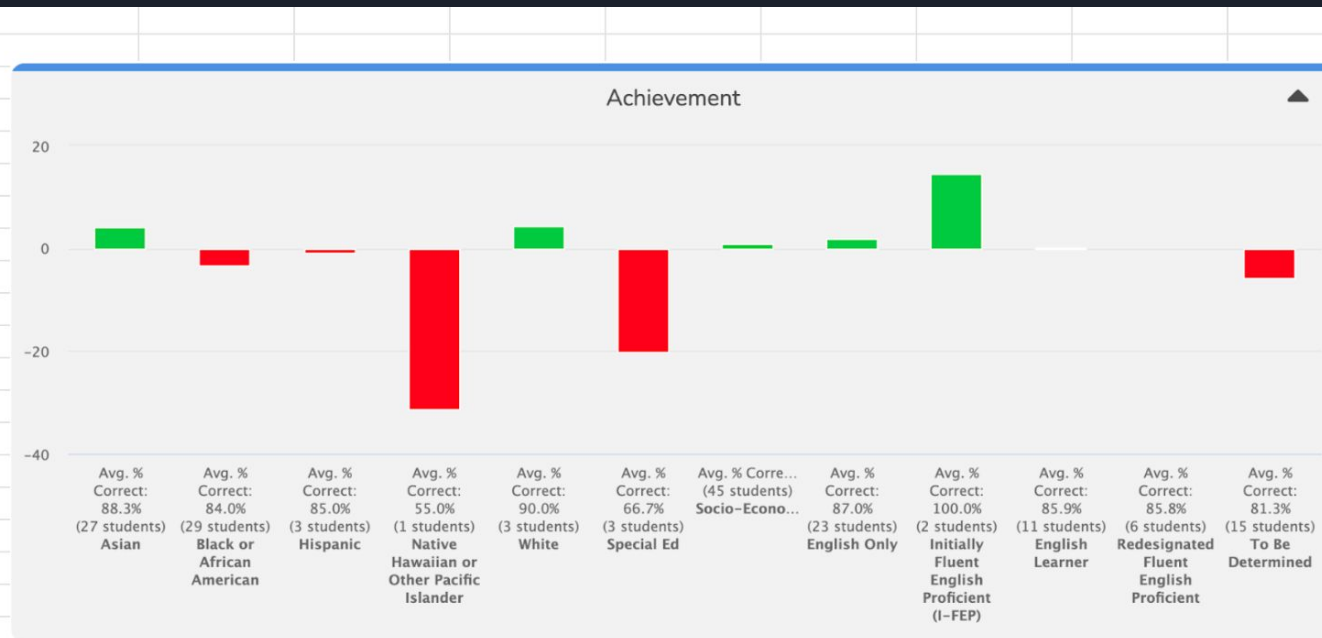 Achievement
20
0
-20
-40
Avg. %
Correct:
88.3%
(27 students)
Asian
Avg. %
Correct:
84.0%
(29 students)
Black or
African
American
Avg. %
Correct:
85.0%
(3 students)
Hispanic
Avg. %
Correct:
55.0%
(1 students)
Native
Hawaiian or
Other Pacific
Islander
Avg. %
Correct:
90.0%
(3 students)
White
Avg. %
Correct:
66.7%
(3 students)
Special Ed
Avg. % Corre...
(45 students)
Socio-Econo...
Avg. %
Correct:
87.0%
(23 students)
English Only
Avg. %
Correct:
100.0%
(2 students)
Initially
Fluent
English
Proficient
(I-FEP)
Avg. %
Correct:
85.9%
(11 students)
English
Learner
Avg. %
Correct:
85.8%
(6 students)
Redesignated
Fluent
English
Proficient
Avg. %
Correct:
81.3%
(15 students)
To Be
Determined